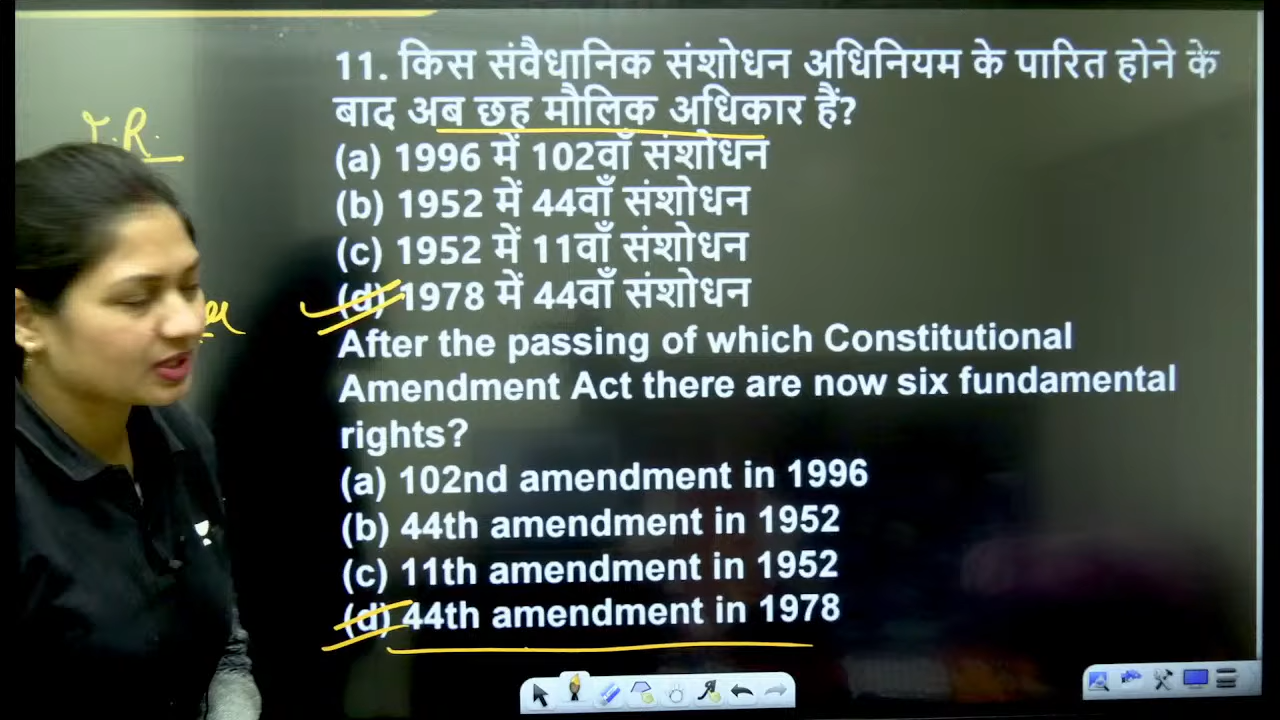 11. किस संवैधानिक संशोधन अधिनियम के पारित होने के
बाद अब छह मौलिक अधिकार हैं?
(a) 1996 में 102वाँ संशोधन
(b) 1952 में 44वाँ संशोधन
(c) 1952 में 11वाँ संशोधन
(d) 1978 में 44वाँ संशोधन
After the passing of which Constitutional
Amendment Act there are now six fundamental
rights?
(a) 102nd amendment in 1996
(b) 44th amendment in 1952
(c) 11th amendment in 1952
(d) 44th amendment in 1978